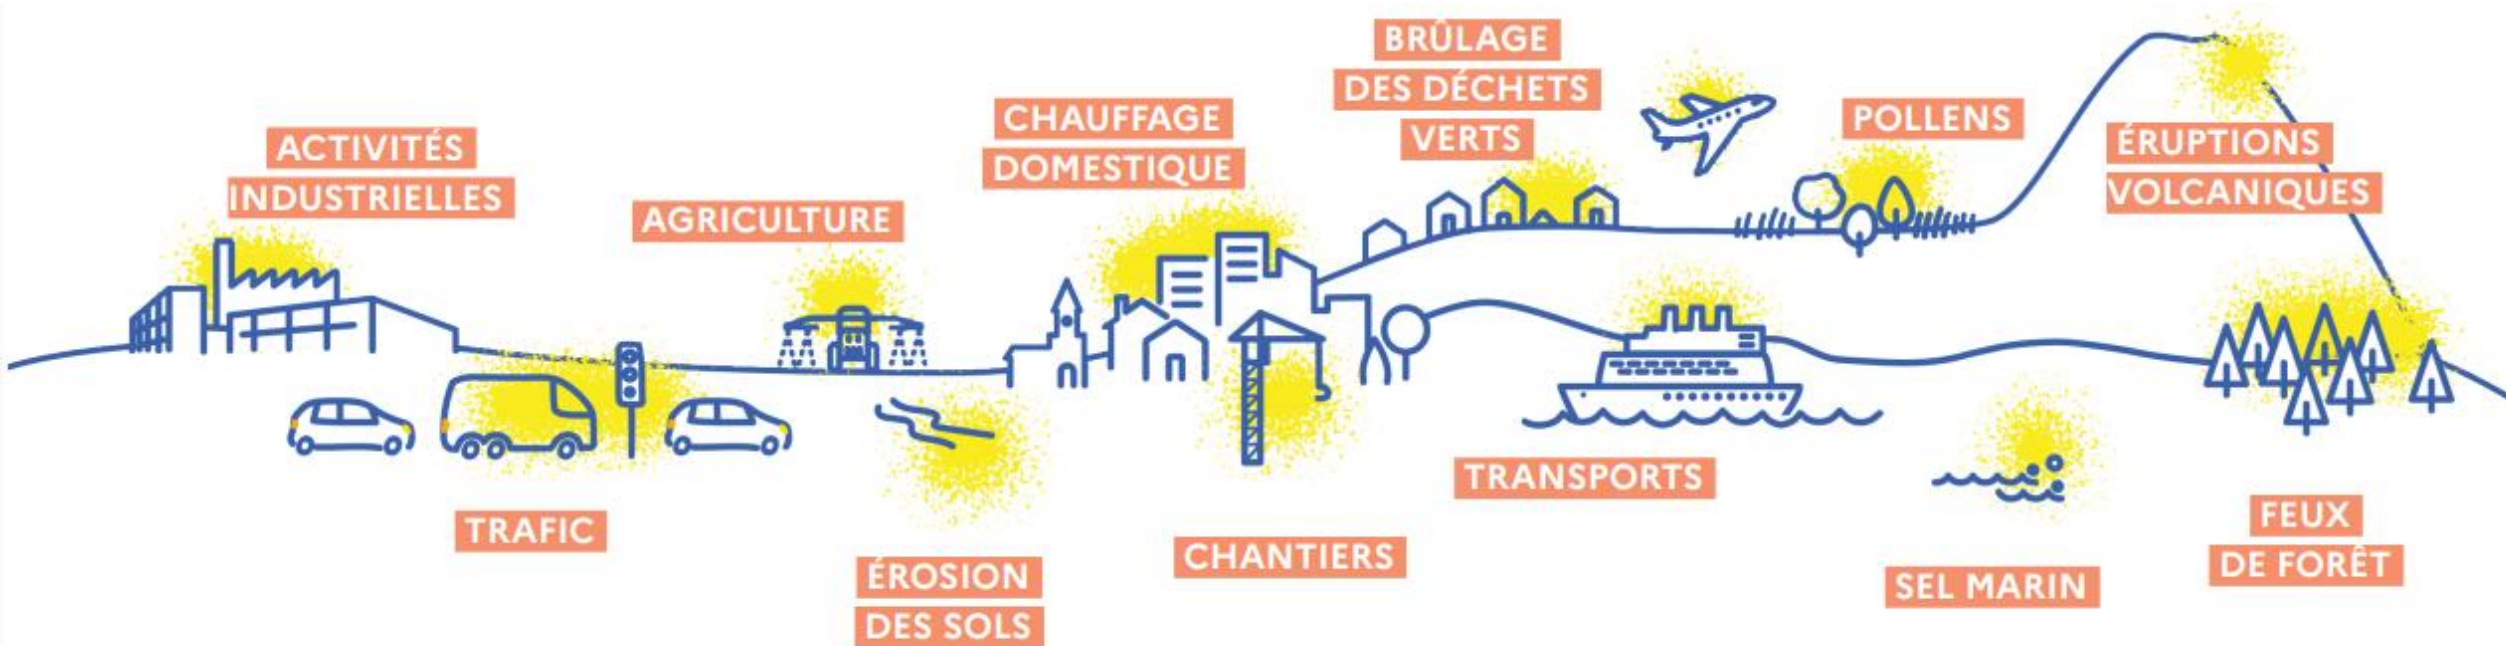 ACTIVITÉS
INDUSTRIELLES
TRAFIC
AGRICULTURE
ÉROSION
DES SOLS
CHAUFFAGE
DOMESTIQUE
CHANTIERS
BRÛLAGE
DES DÉCHETS
VERTS
TRANSPORTS
POLLENS
SEL MARIN
ÉRUPTIONS
VOLCANIQUES
FEUX
DE FORÊT